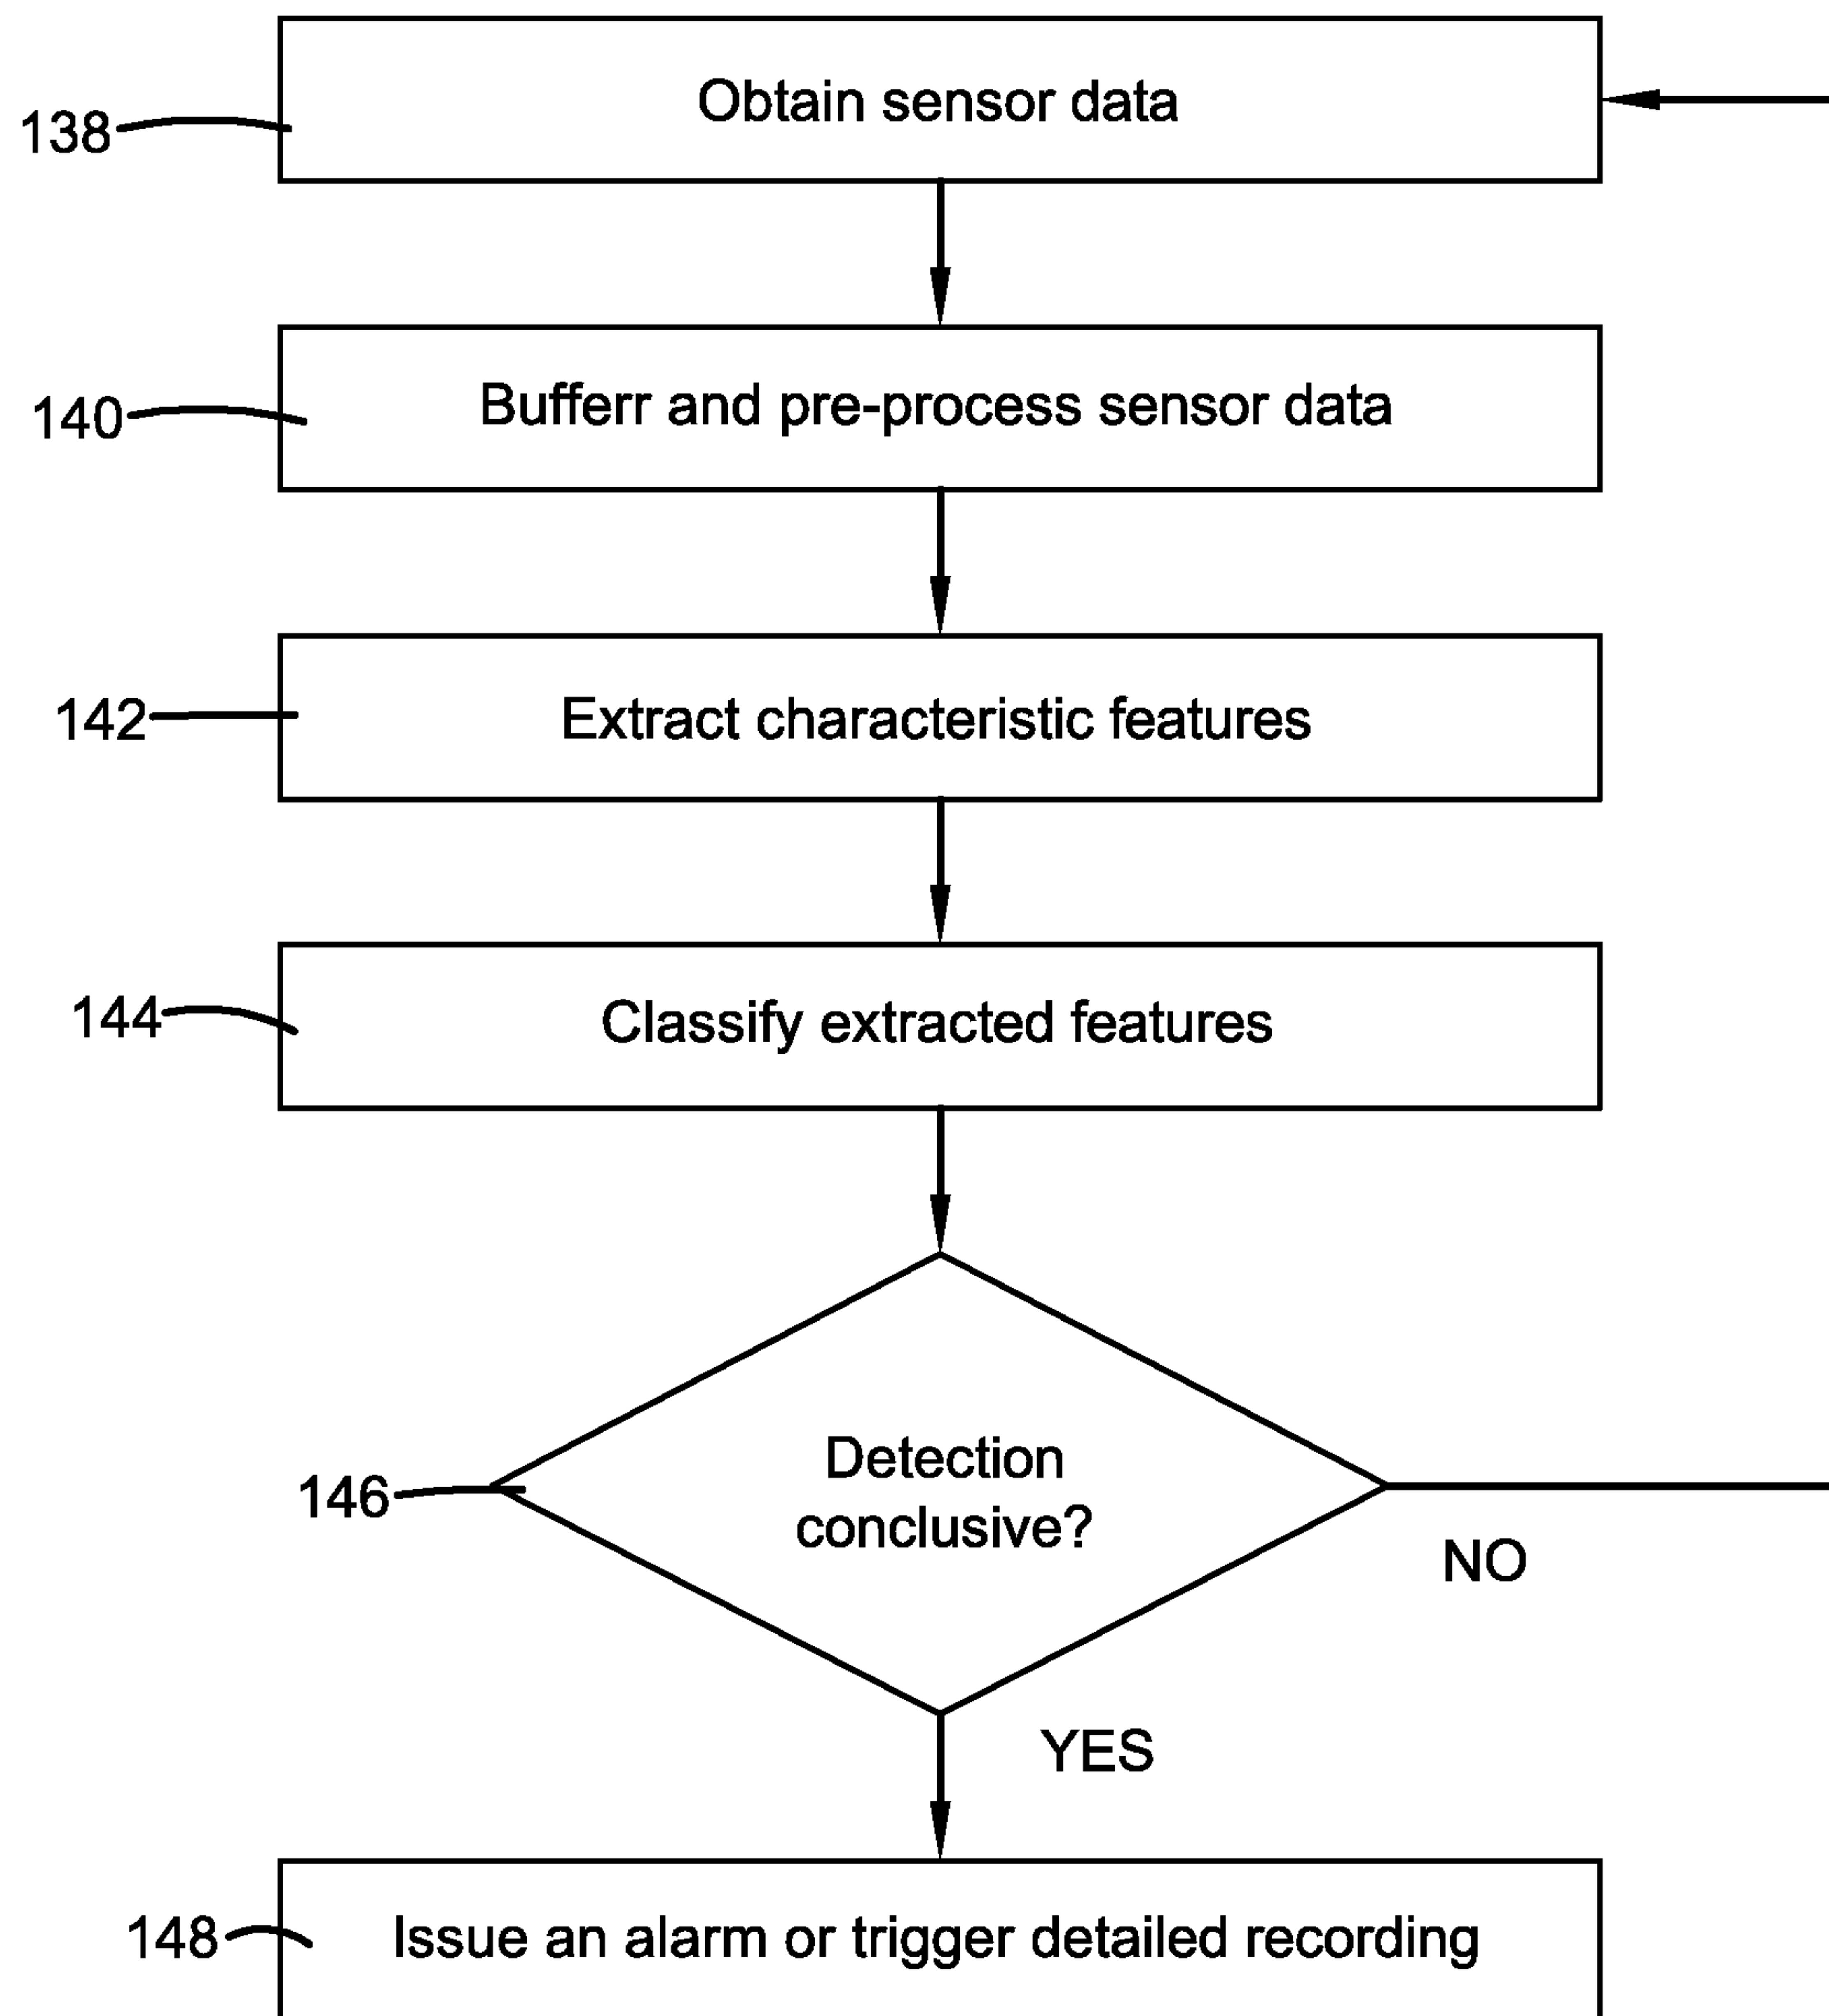 Obtain sensor data
138
Bufferr and pre-process sensor data
140
Extract characteristic features
142
Classify extracted features
144
Detection
conclusive?
146
NO
YES
148
Issue an alarm or trigger detailed recording